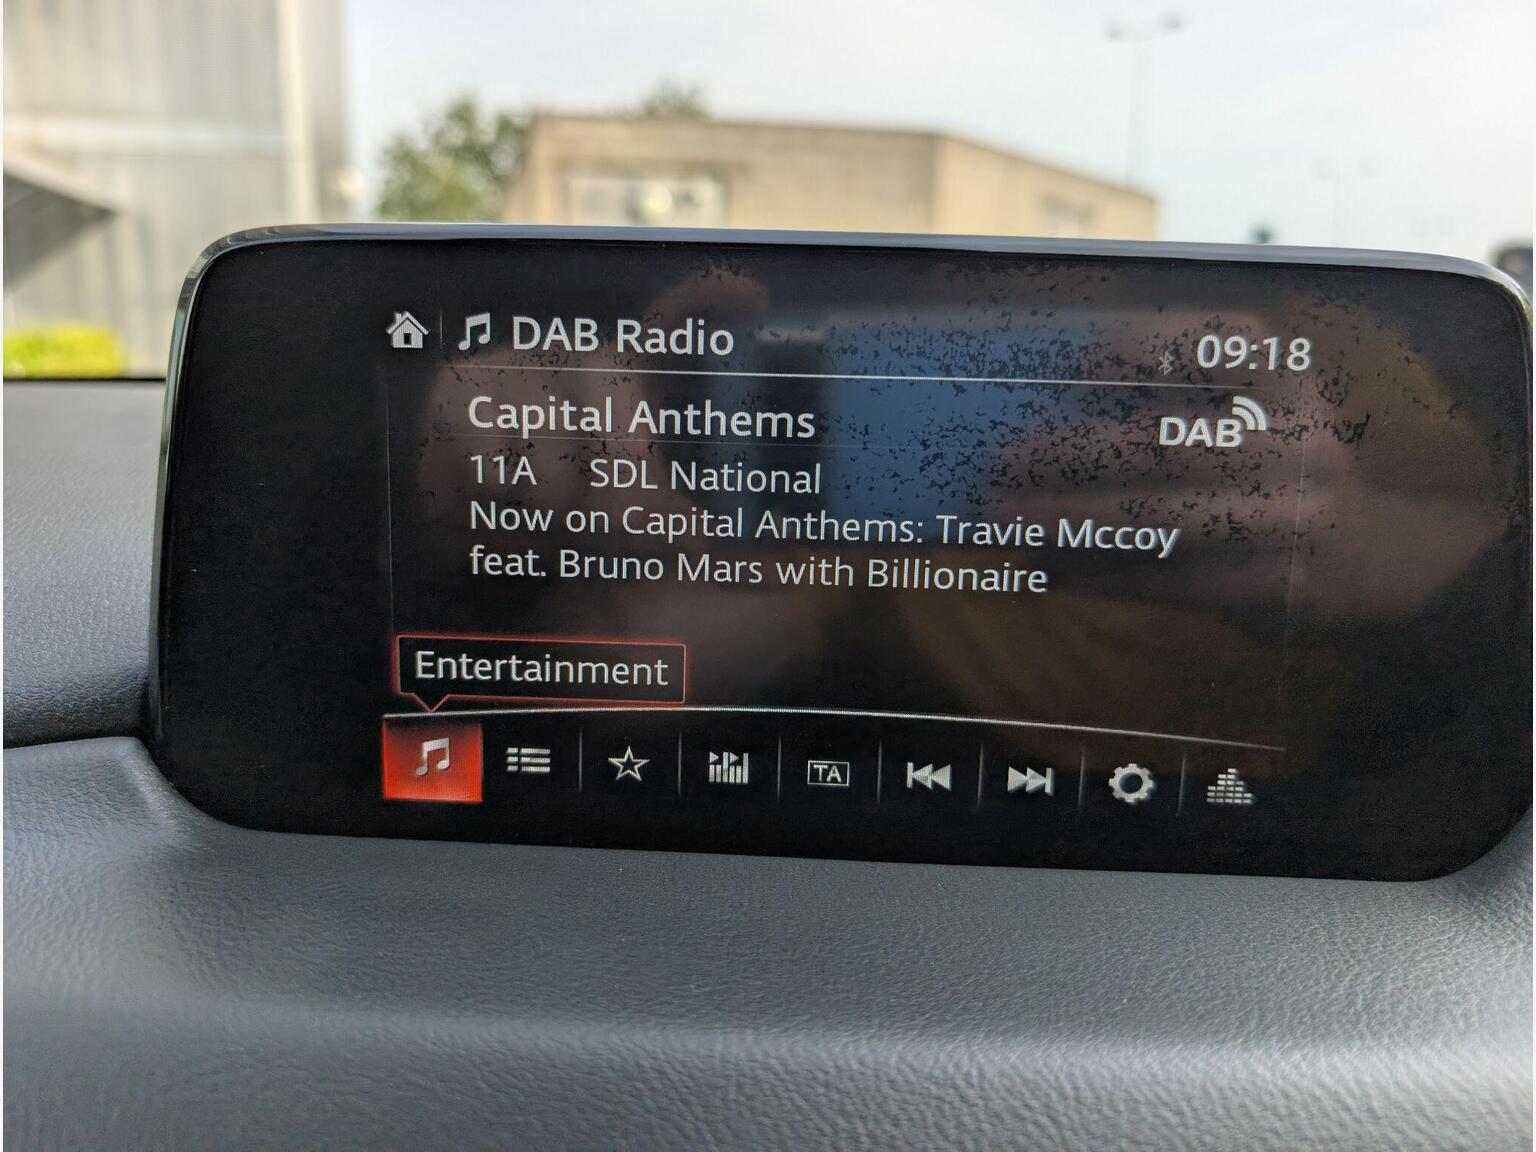 DAB Radio
09:18
Capital Anthems
DAB
11A SDL National
Now on Capital Anthems: Travie Mccoy
feat. Bruno Mars with Billionaire
Entertainment
TA